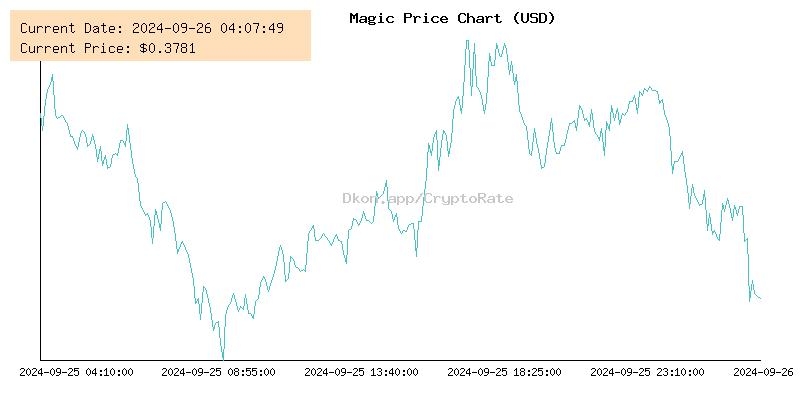 Magic Price Chart (USD)
Current Date: 2024-09-26 04:07:49
Current Price: $0.3781
Dkon.app/CryptoRate
2024-09-25 04:10:00 2024-09-25 08:55:00 2024-09-25 13:40:00 2024-09-25 18:25:00 2024-09-25 23:10:00 2024-09-26